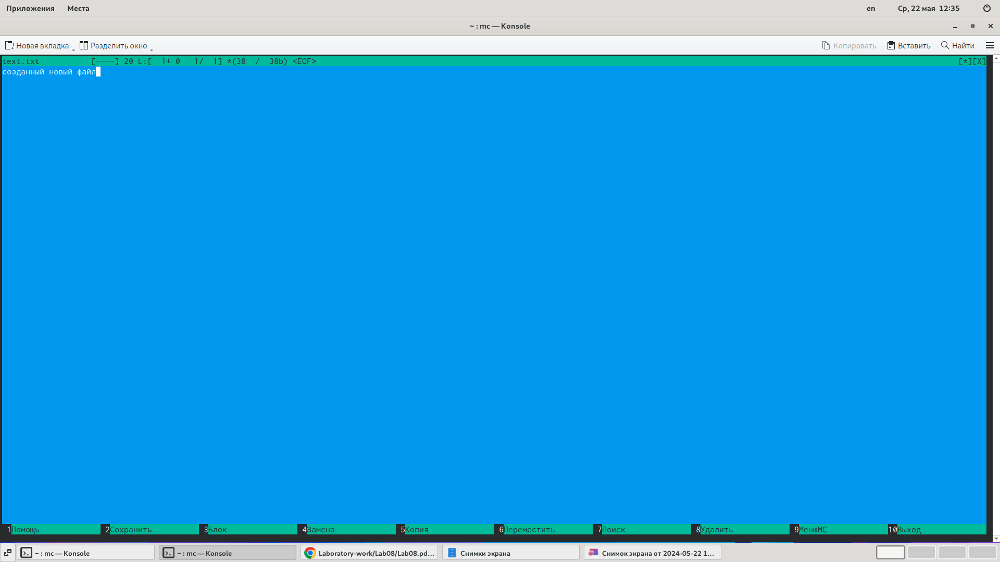 Приложения Места en Ср, 22 мая 12:35
~ : mc — Konsole
Новая вкладка Разделить окно Копировать Вставить Найти
text.txt [----] 20 L:[ 1+ 0 1/ 1] *(38 / 38b) <EOF> [*][X]
созданный новый файл
1Помощь 2Сохранить 3Блок 4Замена 5Копия 6Переместить 7Поиск 8Удалить 9МенюMC 10Выход
~ : mc — Konsole ~ : mc — Konsole Laboratory-work/Lab08/Lab08.pd... Снимки экрана Снимок экрана от 2024-05-22 1...